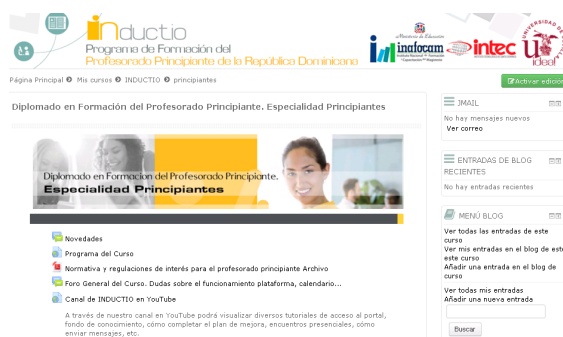 inductio
Programa de Formación del
Profesorado Principiante de la República Dominicana
Ministerio de Educación
inafocam
intec
ideal
Página Principal Mis cursos INDUCTIO principiantes
Activar edición
Diplomado en Formación del Profesorado Principiante. Especialidad Principiantes
Diplomado en Formación del Profesorado Principiante.
Especialidad Principiantes
Novedades
Programa del Curso
Normativa y regulaciones de interés para el profesorado principiante Archivo
Foro General del Curso. Dudas sobre el funcionamiento plataforma, calendario...
Canal de INDUCTIO en YouTube
A través de nuestro canal en YouTube podrá visualizar diversos tutoriales de acceso al portal,
fondo de conocimiento, cómo completar el plan de mejora, encuentros presenciales, cómo
enviar mensajes, etc.
JMAIL
No hay mensajes nuevos
Ver correo
ENTRADAS DE BLOG
RECIENTES
No hay entradas recientes
MENÚ BLOG
Ver todas las entradas de este
curso
Ver mis entradas en el blog de este
este curso
Añadir una entrada en el blog de
curso
Ver todas mis entradas
Añadir una nueva entrada
Buscar